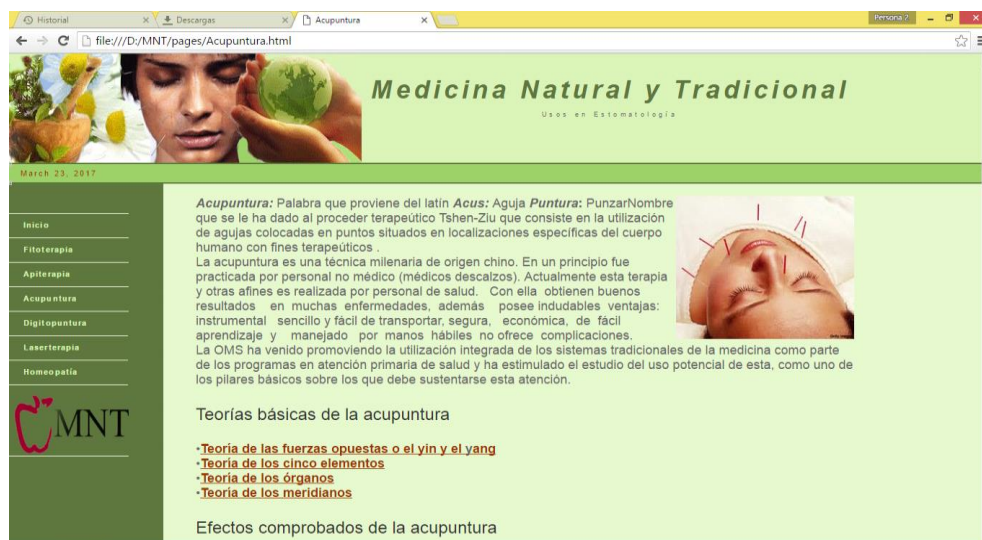 Historial
Descargas
Acupuntura
Persona 2
file:///D:/MNT/pages/Acupuntura.html
Medicina Natural y Tradicional
Usos en Estomatología
March 23, 2017
Inicio
Fitoterapia
Apiterapia
Acupuntura
Digitopuntura
Laserterapia
Homeopatía
MNT
Acupuntura: Palabra que proviene del latín Acus: Aguja Puntura: PunzarNombre
que se le ha dado al proceder terapeútico Tshen-Ziu que consiste en la utilización
de agujas colocadas en puntos situados en localizaciones específicas del cuerpo
humano con fines terapeúticos .
La acupuntura es una técnica milenaria de origen chino. En un principio fue
practicada por personal no médico (médicos descalzos). Actualmente esta terapia
y otras afines es realizada por personal de salud. Con ella obtienen buenos
resultados en muchas enfermedades, además posee indudables ventajas:
instrumental sencillo y fácil de transportar, segura, económica, de fácil
aprendizaje y manejado por manos hábiles no ofrece complicaciones.
La OMS ha venido promoviendo la utilización integrada de los sistemas tradicionales de la medicina como parte
de los programas en atención primaria de salud y ha estimulado el estudio del uso potencial de esta, como uno de
los pilares básicos sobre los que debe sustentarse esta atención.
Teorías básicas de la acupuntura
•Teoría de las fuerzas opuestas o el yin y el yang
•Teoría de los cinco elementos
•Teoría de los órganos
•Teoría de los meridianos
Efectos comprobados de la acupuntura